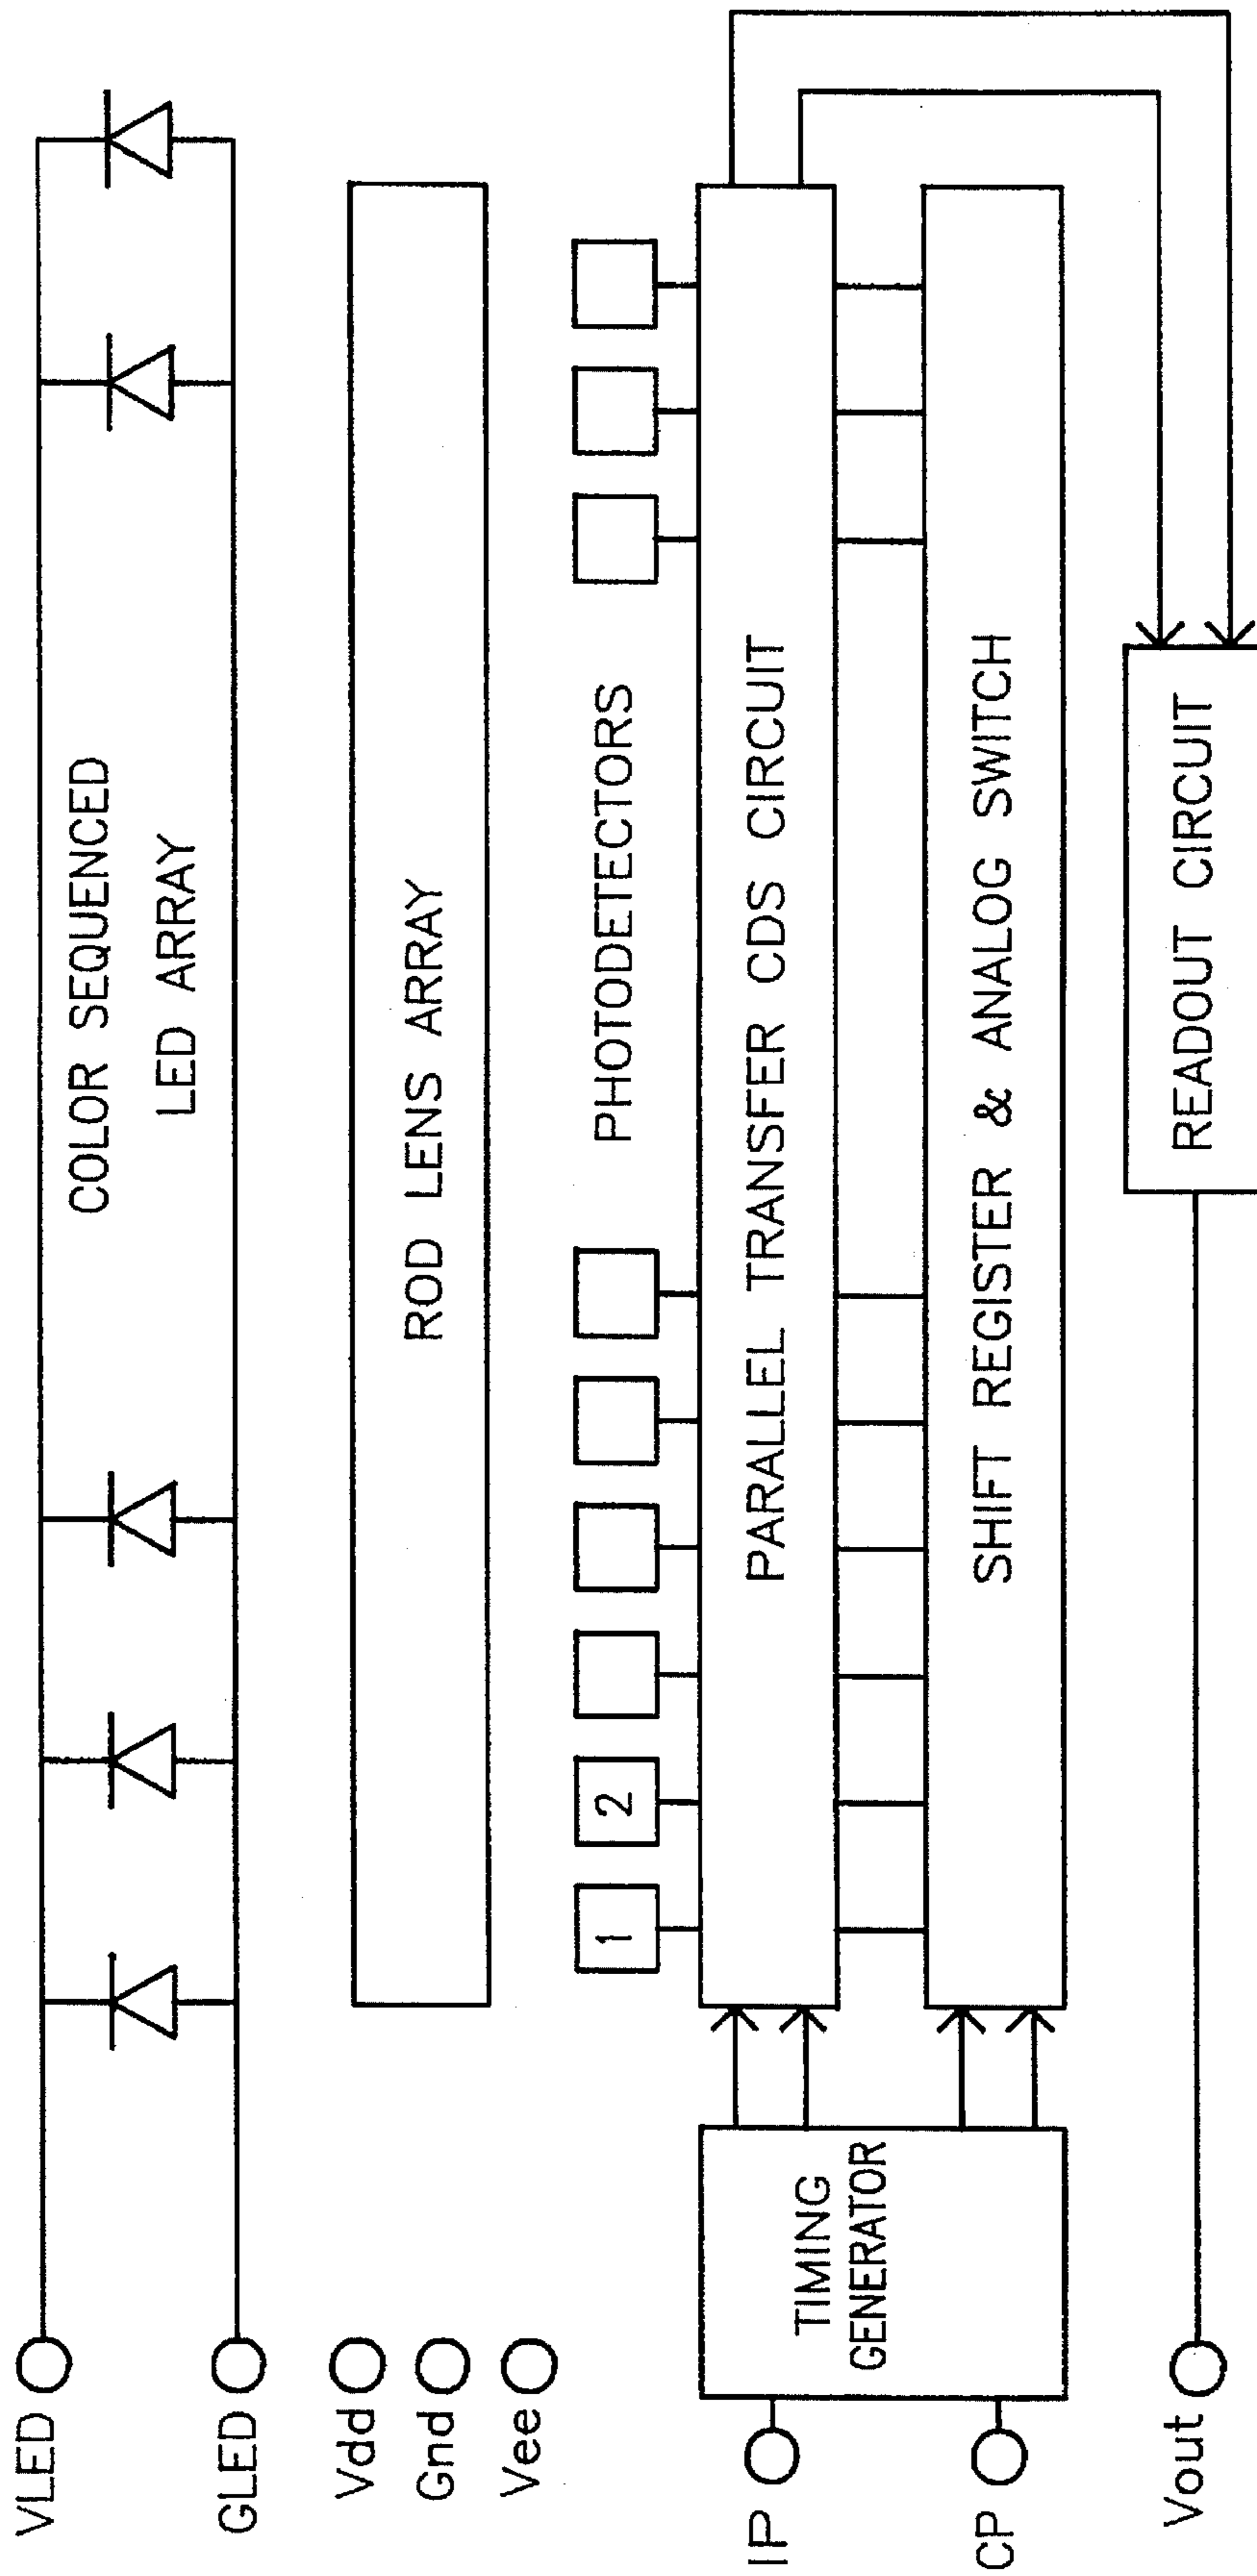 VLED
COLOR SEQUENCED
LED ARRAY
GLED
Vdd
Gnd
Vee
ROD LENS ARRAY
PHOTODETECTORS
1
2
PARALLEL TRANSFER CDS CIRCUIT
TIMING
GENERATOR
IP
CP
SHIFT REGISTER & ANALOG SWITCH
READOUT CIRCUIT
Vout